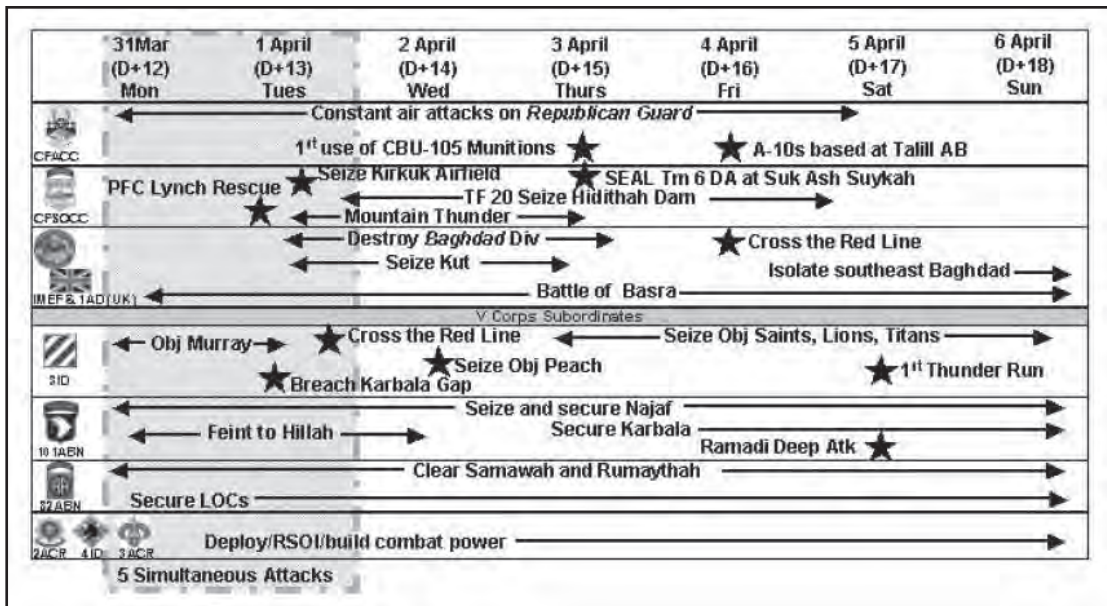 31Mar 1 April 2 April 3 April 4 April 5 April 6 April
(D+12) (D+13) (D+14) (D+15) (D+16) (D+17) (D+18)
Mon Tues Wed Thurs Fri Sat Sun
Constant air attacks on Republican Guard
1st use of CBU-105 Munitions A-10s based at Talill AB
CFACC
PFC Lynch Rescue Seize Kirkuk Airfield SEAL Tm 6 DA at Suk Ash Suykah
TF 20 Seize Hidithah Dam
CFSOCC
Mountain Thunder
Destroy Baghdad Div Cross the Red Line
Seize Kut
Isolate southeast Baghdad
Battle of Basra
IMEF & 1AD(UK)
V Corps Subordinates
Obj Murray Cross the Red Line Seize Obj Saints, Lions, Titans
Seize Obj Peach 1st Thunder Run
3ID
Breach Karbala Gap
Seize and secure Najaf
Feint to Hillah Secure Karbala
Ramadi Deep Atk
101ABN
Clear Samawah and Rumaythah
82ABN
Secure LOCs
Deploy/RSOI/build combat power
2ACR 4ID 3ACR
5 Simultaneous Attacks